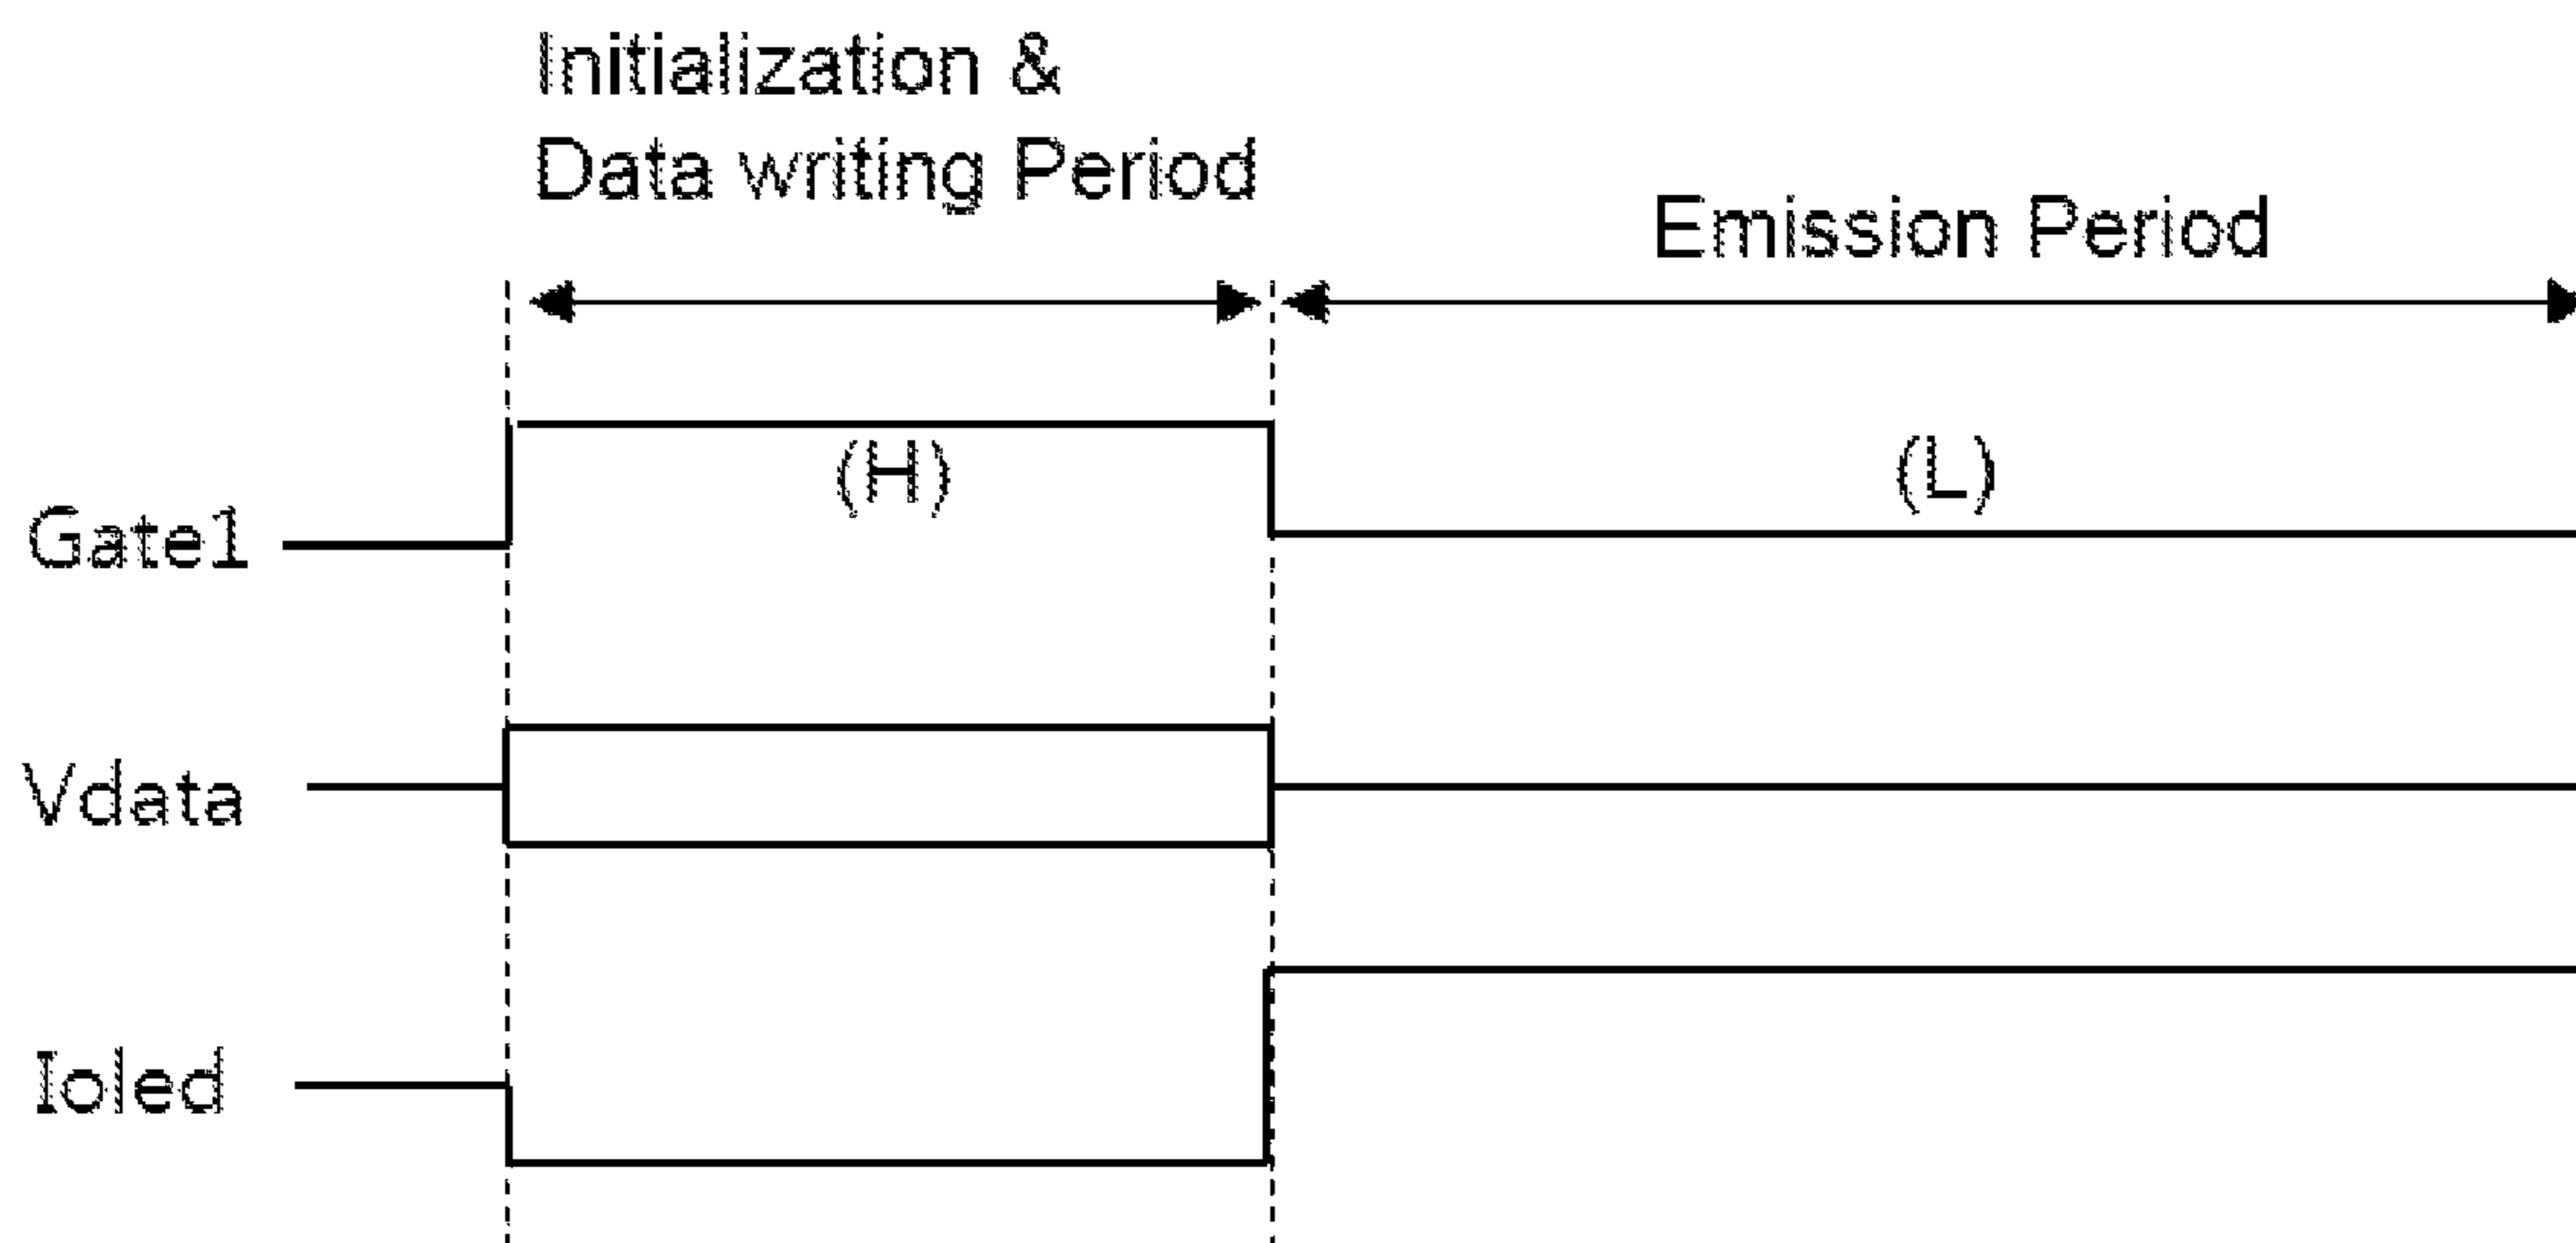 Initialization &
Data writing Period
Emission Period
(H)
(L)
Gate1
Vdata
Ioled